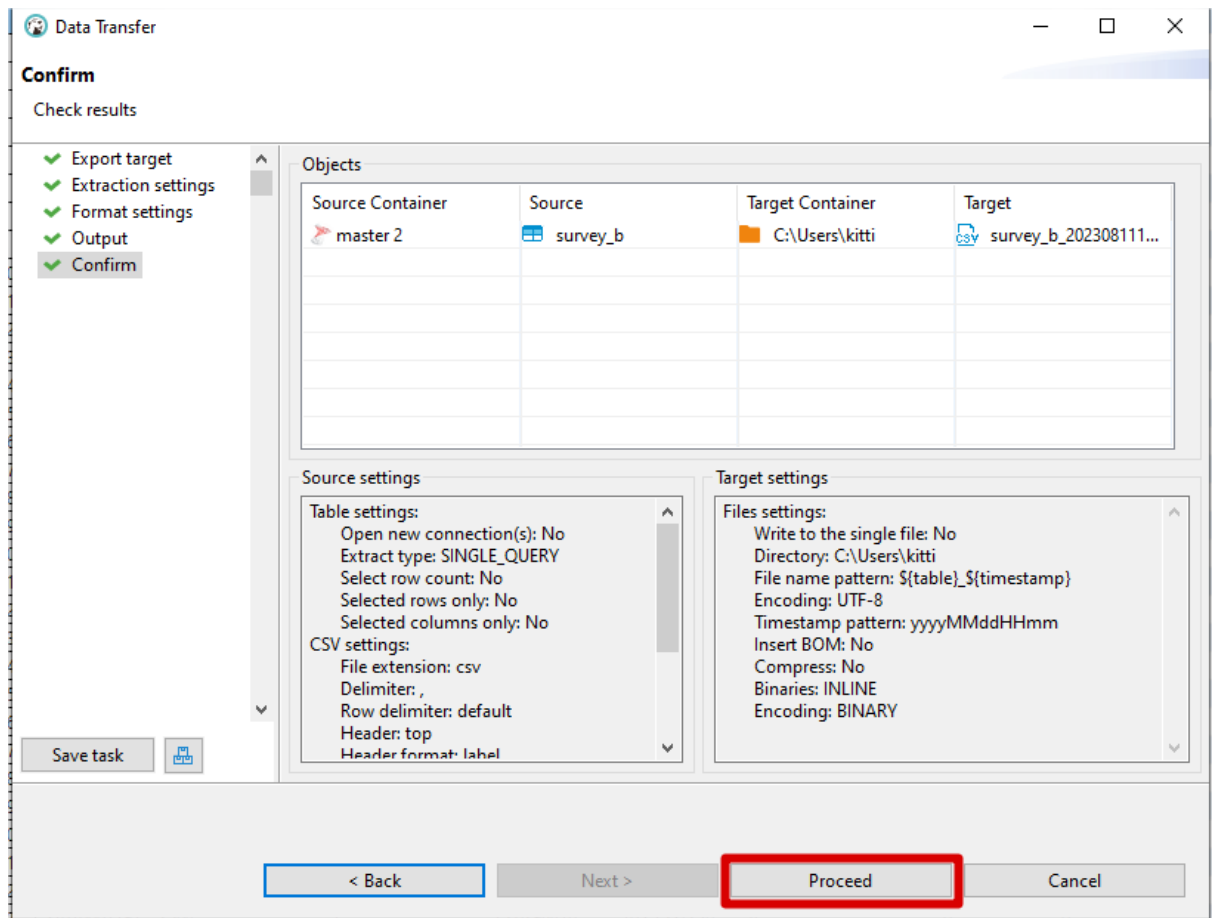 Data Transfer
Confirm
Check results
Export target
Extraction settings
Format settings
Output
Confirm
Save task
Objects
Source Container Source Target Container Target
master 2 survey_b C:\Users\kitti survey_b_202308111...
Source settings
Table settings:
Open new connection(s): No
Extract type: SINGLE_QUERY
Select row count: No
Selected rows only: No
Selected columns only: No
CSV settings:
File extension: csv
Delimiter: ,
Row delimiter: default
Header: top
Header format: label
Target settings
Files settings:
Write to the single file: No
Directory: C:\Users\kitti
File name pattern: ${table}_${timestamp}
Encoding: UTF-8
Timestamp pattern: yyyyMMddHHmm
Insert BOM: No
Compress: No
Binaries: INLINE
Encoding: BINARY
< Back Next > Proceed Cancel